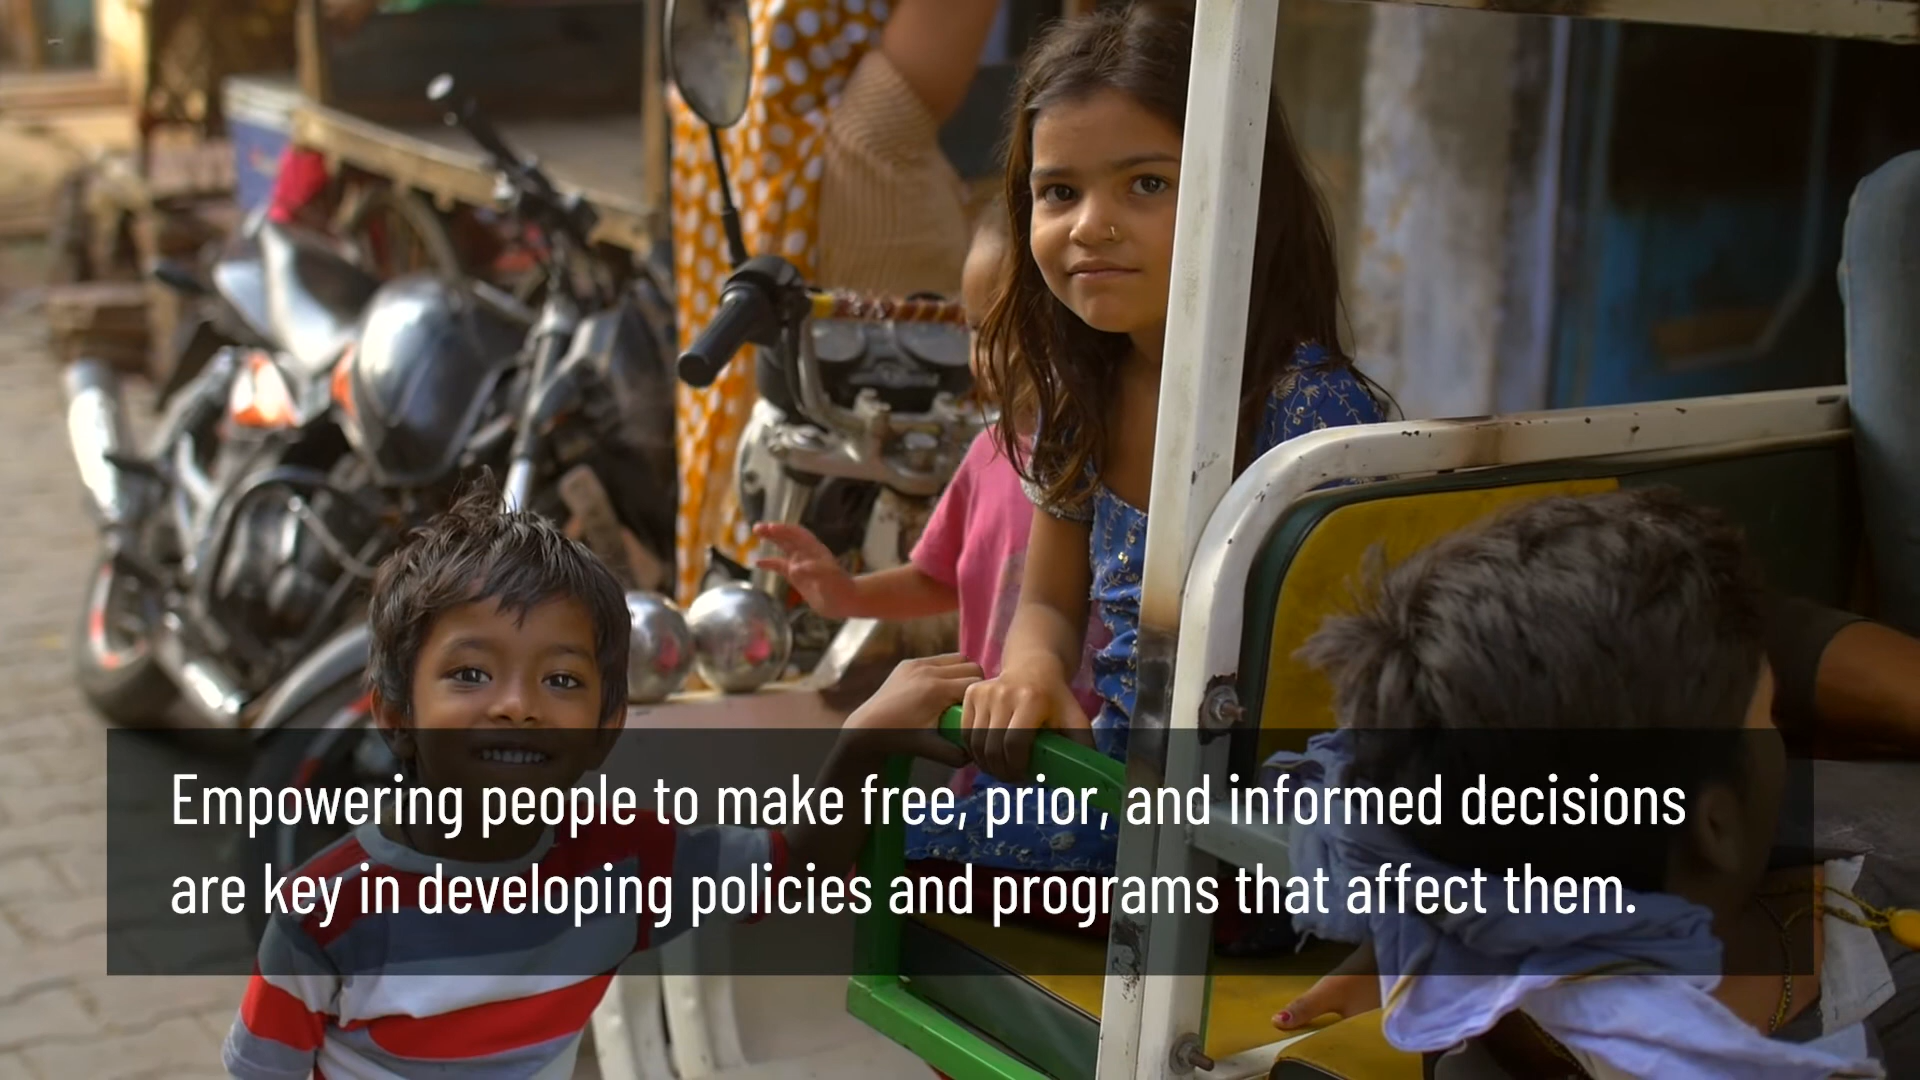 Empowering people to make free, prior, and informed decisions
are key in developing policies and programs that affect them.